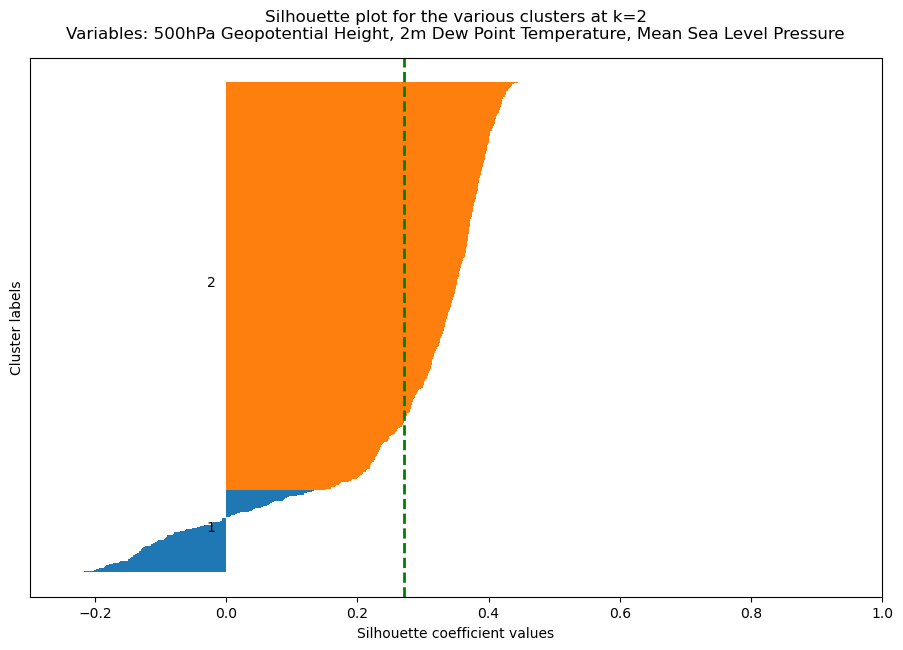 Silhouette plot for the various clusters at k=2
Variables: 500hPa Geopotential Height, 2m Dew Point Temperature, Mean Sea Level Pressure
Cluster labels
2
1
−0.2 0.0 0.2 0.4 0.6 0.8 1.0
Silhouette coefficient values